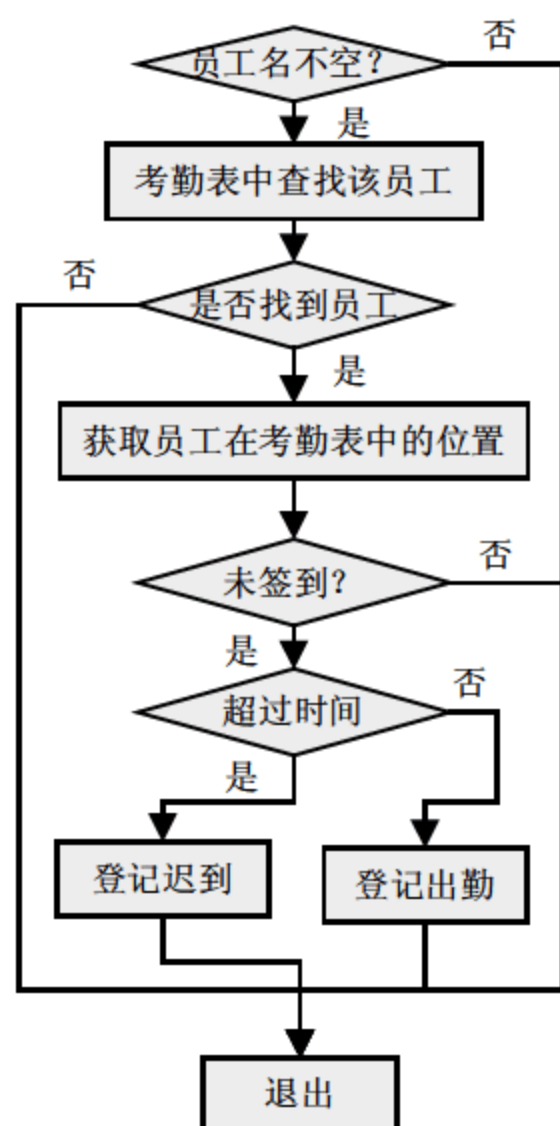 否
员工名不空？
是
考勤表中查找该员工
否
是否找到员工
是
获取员工在考勤表中的位置
否
未签到？
是
否
超过时间
是
登记迟到
登记出勤
退出